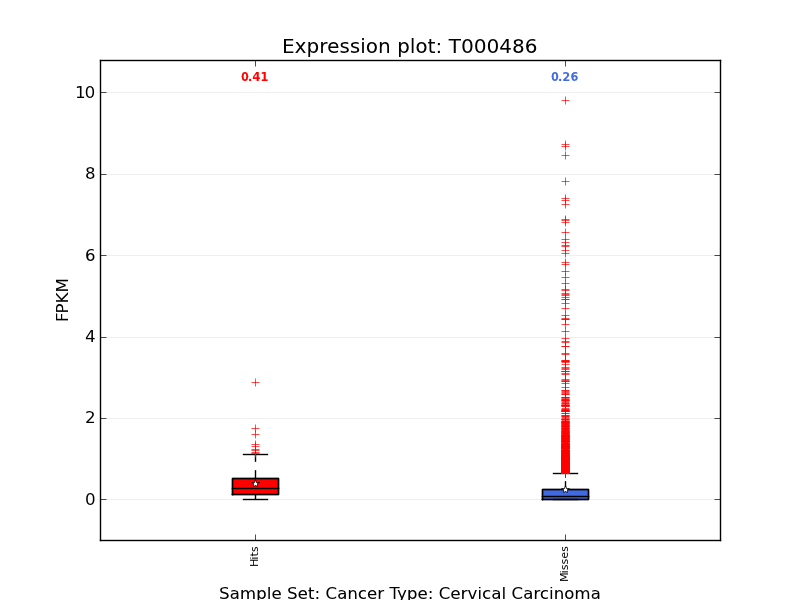 Expression plot: T000486
0.41
0.26
10
8
6
4
2
0
FPKM
Hits
Misses
Sample Set: Cancer Type: Cervical Carcinoma